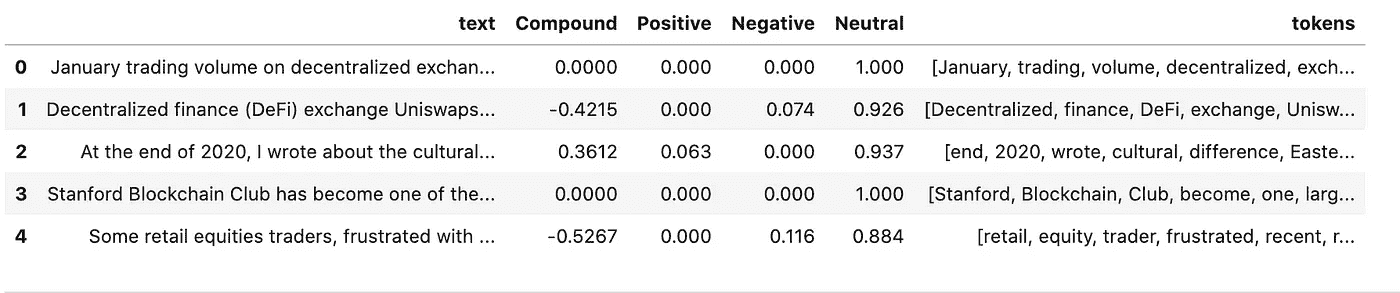 text Compound Positive Negative Neutral tokens
0 January trading volume on decentralized exchan... 0.0000 0.000 0.000 1.000 [January, trading, volume, decentralized, exch...
1 Decentralized finance (DeFi) exchange Uniswaps... -0.4215 0.000 0.074 0.926 [Decentralized, finance, DeFi, exchange, Unisw...
2 At the end of 2020, I wrote about the cultural... 0.3612 0.063 0.000 0.937 [end, 2020, wrote, cultural, difference, Easte...
3 Stanford Blockchain Club has become one of the... 0.0000 0.000 0.000 1.000 [Stanford, Blockchain, Club, become, one, larg...
4 Some retail equities traders, frustrated with ... -0.5267 0.000 0.116 0.884 [retail, equity, trader, frustrated, recent, r...